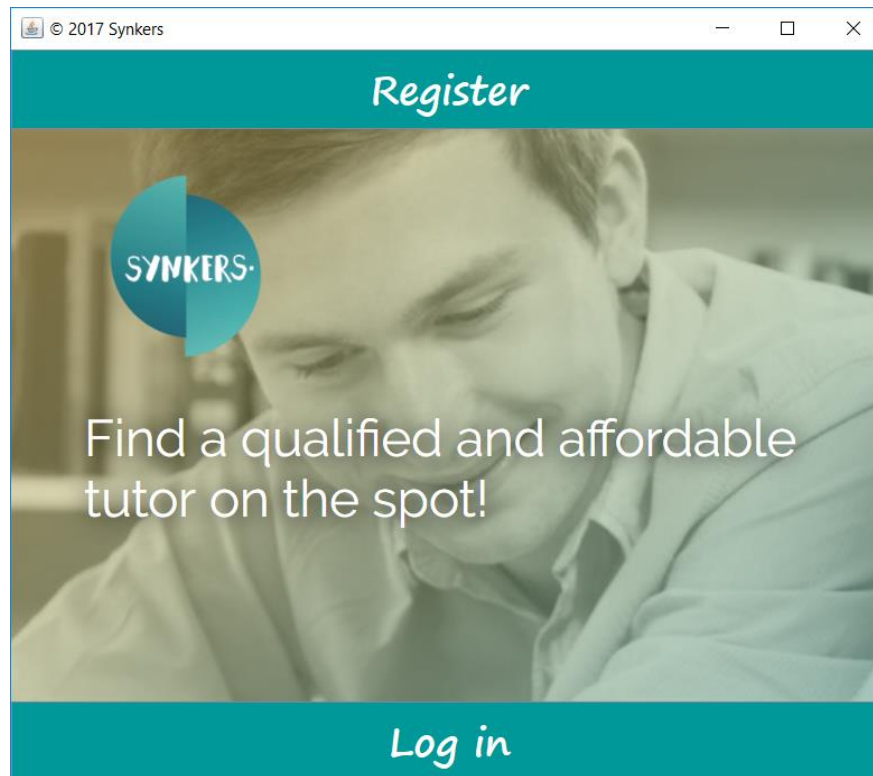 © 2017 Synkers
Register
SYNKERS.
Find a qualified and affordable
tutor on the spot!
Log in